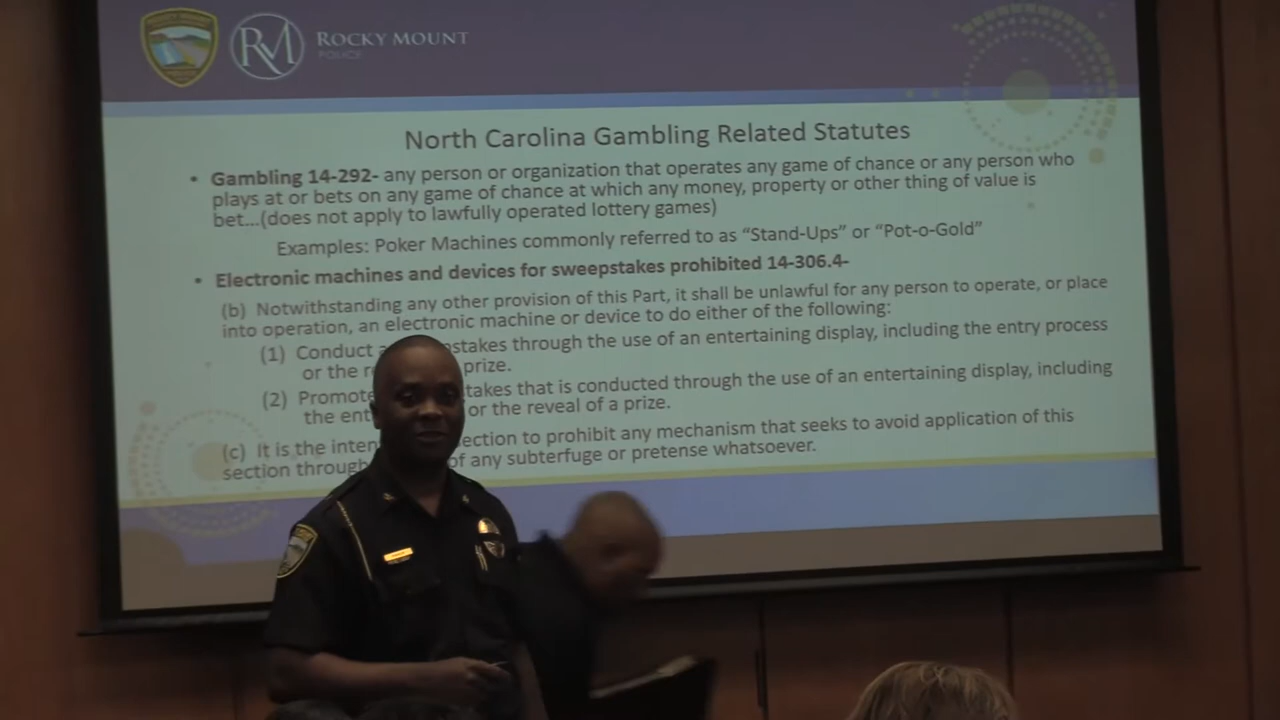 RM ROCKY MOUNT
POLICE
North Carolina Gambling Related Statutes
• Gambling 14-292- any person or organization that operates any game of chance or any person who
plays at or bets on any game of chance at which any money, property or other thing of value is
bet...(does not apply to lawfully operated lottery games)
Examples: Poker Machines commonly referred to as “Stand-Ups” or “Pot-o-Gold”
• Electronic machines and devices for sweepstakes prohibited 14-306.4-
(b) Notwithstanding any other provision of this Part, it shall be unlawful for any person to operate, or place
into operation, an electronic machine or device to do either of the following:
(1) Conduct stakes through the use of an entertaining display, including the entry process
or the prize.
(2) Promote takes that is conducted through the use of an entertaining display, including
the or the reveal of a prize.
(c) It is the ection to prohibit any mechanism that seeks to avoid application of this
section through of any subterfuge or pretense whatsoever.